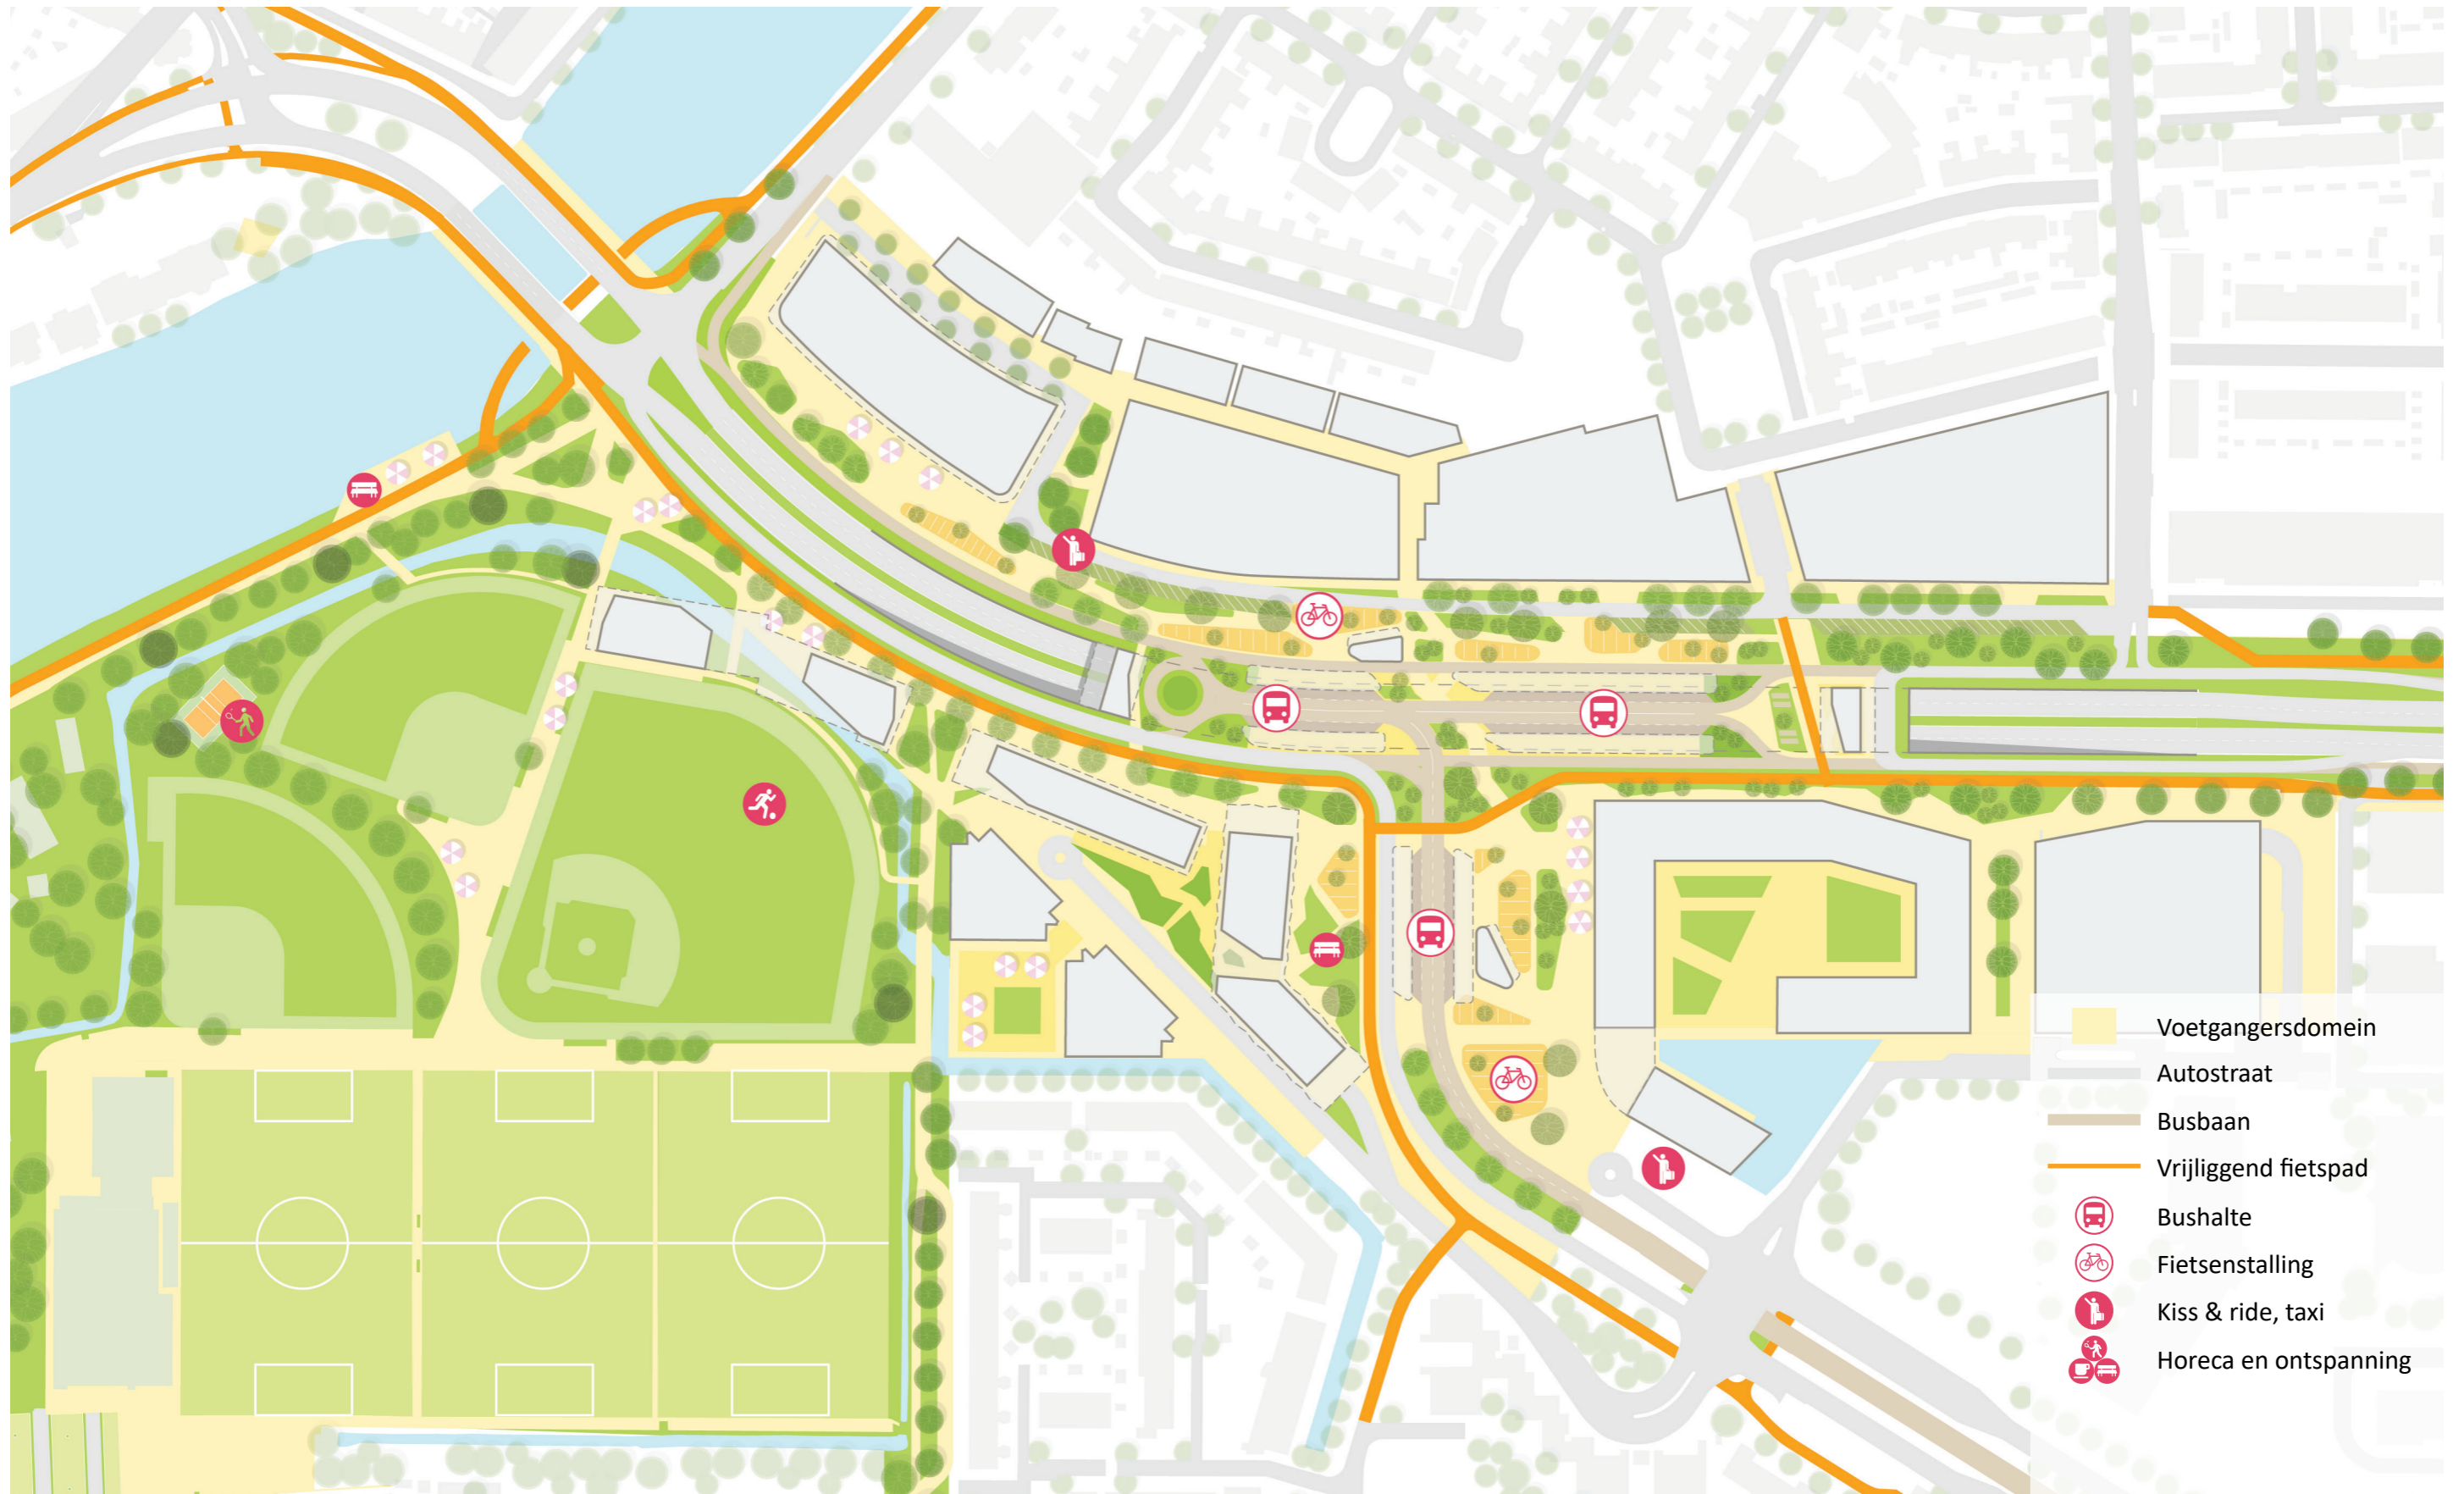 Voetgangersdomein
Autostraat
Busbaan
Vrijliggend fietspad
Bushalte
Fietsenstalling
Kiss & ride, taxi
Horeca en ontspanning